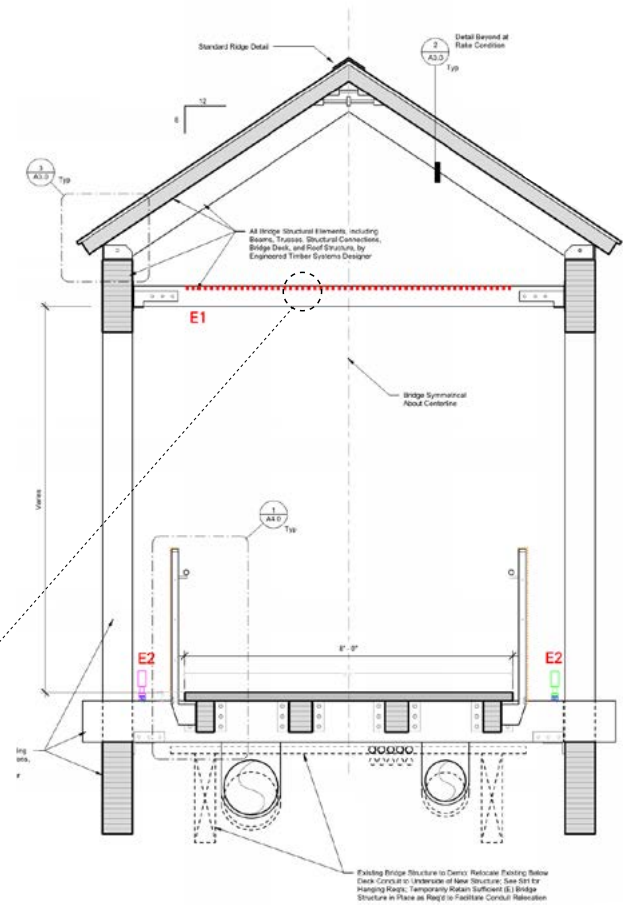 Standard Ridge Detail
2
A3.0
Typ
Detail Beyond at
Rake Condition
12
6
3
A3.0
Typ
All Bridge Structural Elements, including
Beams, Trusses, Structural Connections,
Bridge Deck, and Roof Structure, by
Engineered Timber Systems Designer
E1
Bridge Symmetrical
About Centerline
Varies
1
A4.0
Typ
8'-0"
E2
E2
ing
ans,
r
Existing Bridge Structure to Demo; Relocate Existing Below
Deck Conduit to Underside of New Structure; See Strl for
Hanging Req's; Temporarily Retain Sufficient (E) Bridge
Structure in Place as Req'd to Facilitate Conduit Relocation